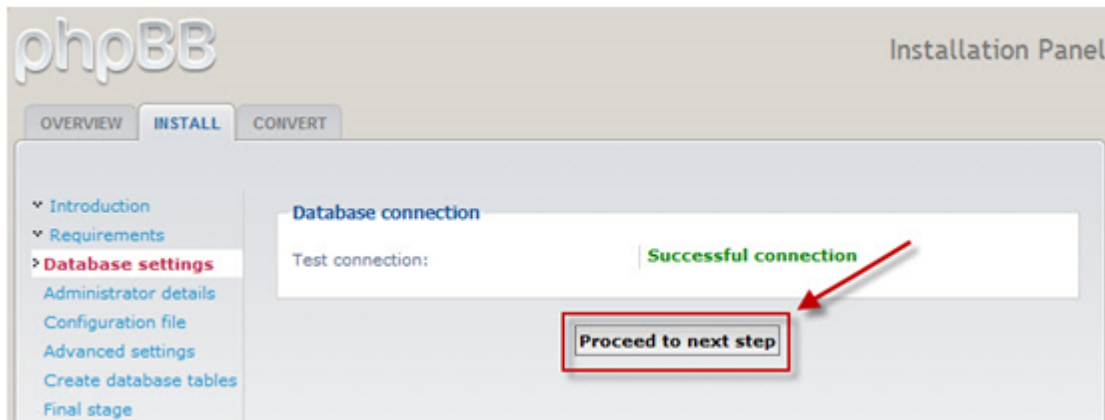 phpBB
Installation Panel
OVERVIEW INSTALL CONVERT
Introduction
Requirements
Database settings
Administrator details
Configuration file
Advanced settings
Create database tables
Final stage
Database connection
Test connection: Successful connection
Proceed to next step